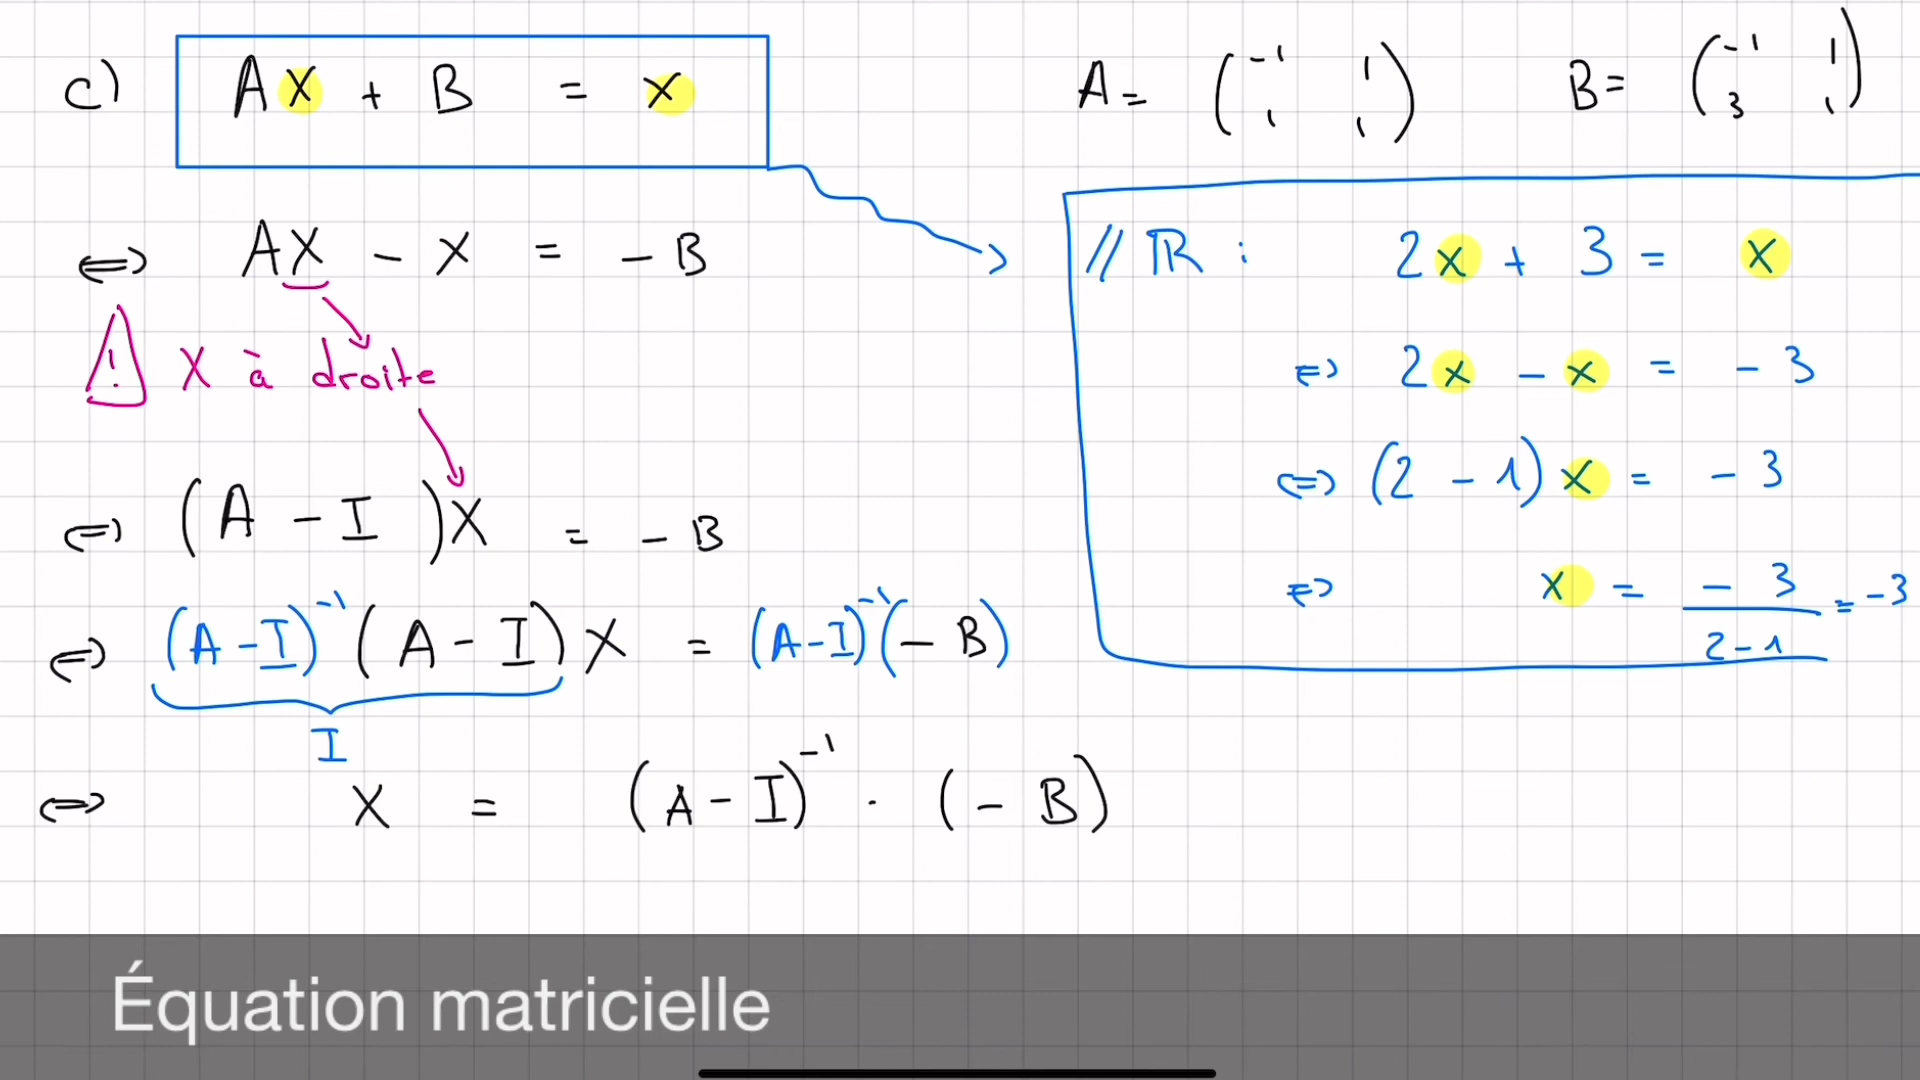 c) AX + B = X
A = (-1 1
1 1)
B = (-1 1
3 1)
⇔ AX - X = -B
⚠ X à droite
⇔ (A - I)X = -B
⇔ (A-I)⁻¹(A - I)X = (A-I)⁻¹(-B)
I
⇔ X = (A - I)⁻¹ · (-B)
// ℝ : 2x + 3 = x
⇔ 2x - x = -3
⇔ (2 - 1)x = -3
⇔ x = -3/(2-1) = -3
Équation matricielle